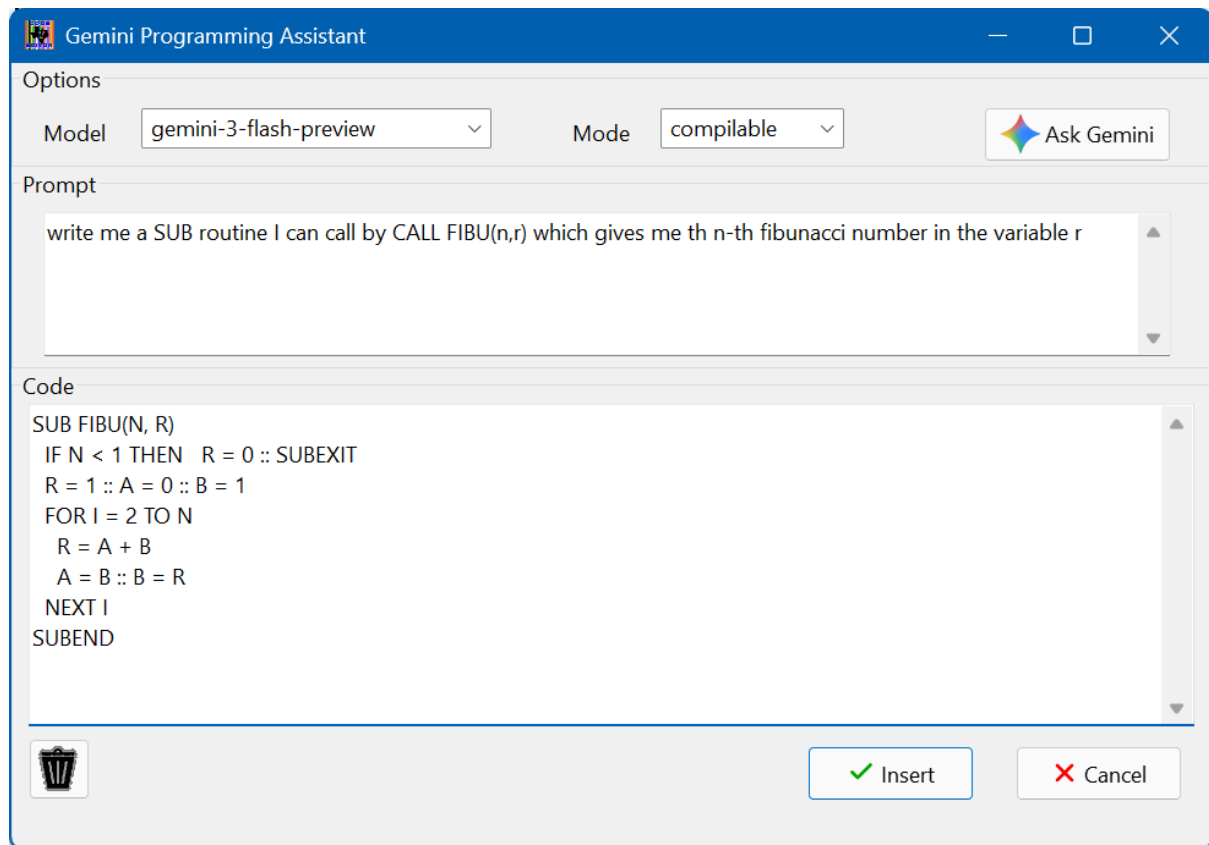 Gemini Programming Assistant
Options
Model gemini-3-flash-preview Mode compilable Ask Gemini
Prompt
write me a SUB routine I can call by CALL FIBU(n,r) which gives me th n-th fibunacci number in the variable r
Code
SUB FIBU(N, R)
IF N < 1 THEN   R = 0 :: SUBEXIT
R = 1 :: A = 0 :: B = 1
FOR I = 2 TO N
R = A + B
A = B :: B = R
NEXT I
SUBEND
Insert Cancel